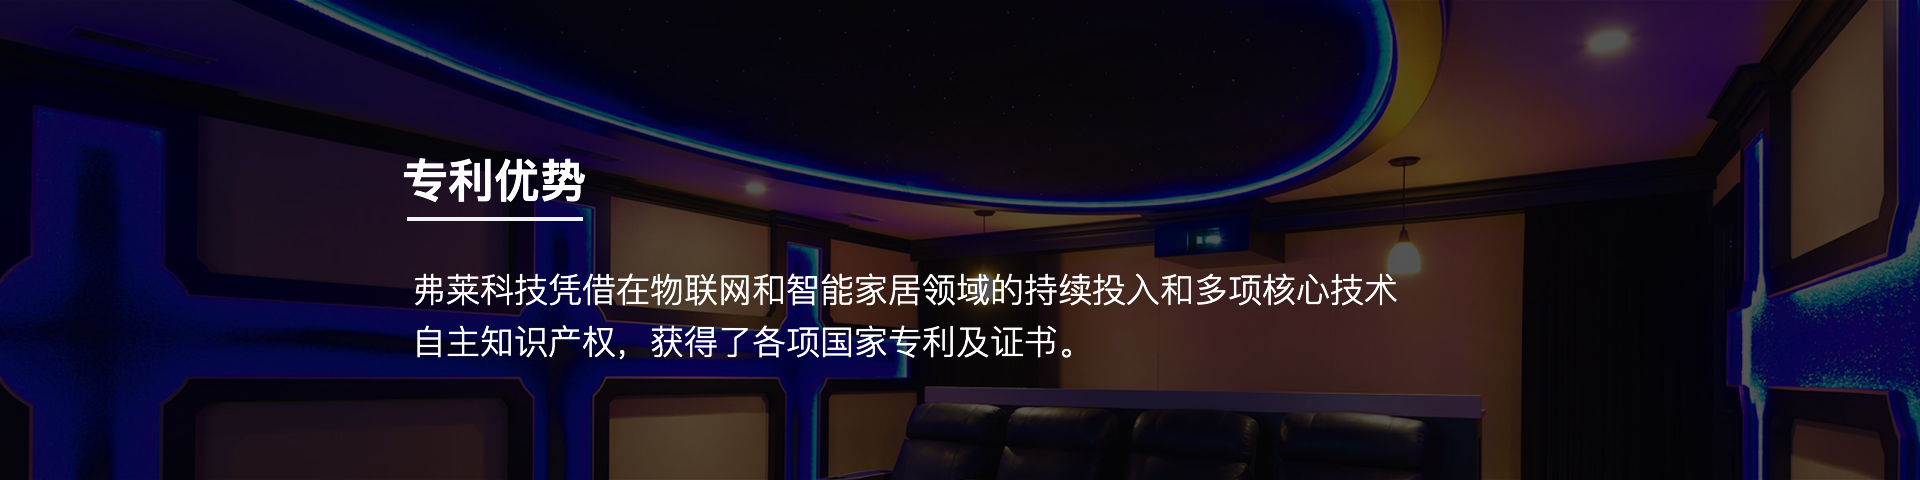 专利优势
弗莱科技凭借在物联网和智能家居领域的持续投入和多项核心技术
自主知识产权，获得了各项国家专利及证书。